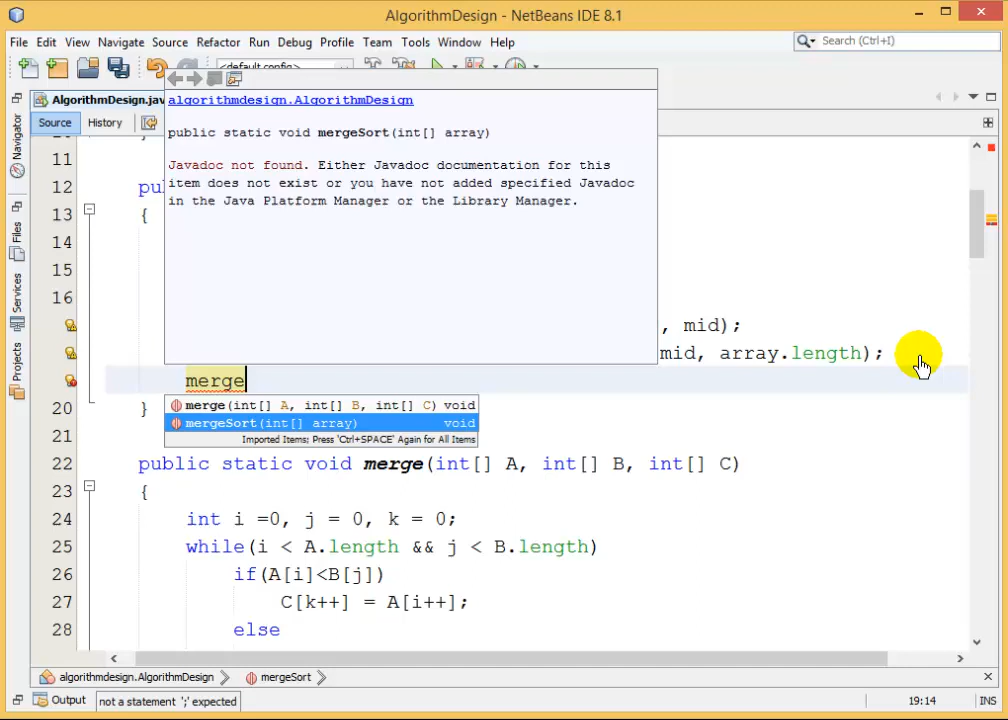 AlgorithmDesign - NetBeans IDE 8.1
File Edit View Navigate Source Refactor Run Debug Profile Team Tools Window Help
Search (Ctrl+I)
<default config>
AlgorithmDesign.jav
Source History
algorithmdesign.AlgorithmDesign
public static void mergeSort(int[] array)
Javadoc not found. Either Javadoc documentation for this
item does not exist or you have not added specified Javadoc
in the Java Platform Manager or the Library Manager.
Navigator
Files
Services
Projects
11
12 pu
13 {
14
15
16
, mid);
mid, array.length);
merge
merge(int[] A, int[] B, int[] C) void
mergeSort(int[] array) void
Imported Items; Press 'Ctrl+SPACE' Again for All Items
20 }
21
22 public static void merge(int[] A, int[] B, int[] C)
23 {
24 int i =0, j = 0, k = 0;
25 while(i < A.length && j < B.length)
26 if(A[i]<B[j])
27 C[k++] = A[i++];
28 else
algorithmdesign.AlgorithmDesign mergeSort
Output not a statement ';' expected 19:14 INS